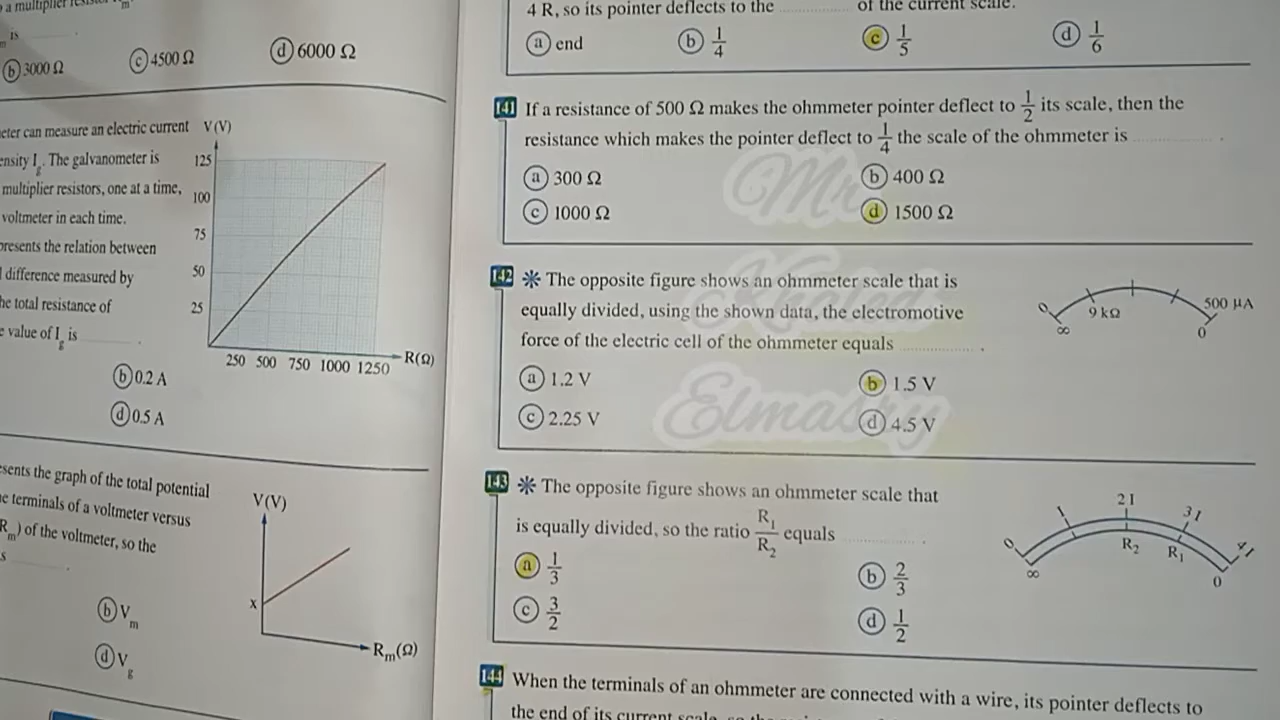 a multiplier
is
b 3000 Ω
c 4500 Ω
d 6000 Ω
can measure an electric current
I g . The galvanometer is
multiplier resistors, one at a time,
voltmeter in each time.
the relation between
difference measured by
the total resistance of
value of I g is
V(V)
125
100
75
50
25
250 500 750 1000 1250
R(Ω)
b 0.2 A
d 0.5 A
the graph of the total potential
terminals of a voltmeter versus
R m ) of the voltmeter, so the
V(V)
x
R m (Ω)
b V m
d V g
4 R, so its pointer deflects to the .......... of the current scale.
a end
b 1/4
c 1/5
d 1/6
141 If a resistance of 500 Ω makes the ohmmeter pointer deflect to 1/2 its scale, then the
resistance which makes the pointer deflect to 1/4 the scale of the ohmmeter is .......... .
a 300 Ω
b 400 Ω
c 1000 Ω
d 1500 Ω
Mr
Khaled
Elmasry
142 * The opposite figure shows an ohmmeter scale that is
equally divided, using the shown data, the electromotive
force of the electric cell of the ohmmeter equals .......... .
0
9 kΩ
500 μA
∞
0
a 1.2 V
b 1.5 V
c 2.25 V
d 4.5 V
143 * The opposite figure shows an ohmmeter scale that
is equally divided, so the ratio R1/R2 equals .......... .
0
I
2I
3I
4I
∞
R2
R1
0
a 1/3
b 2/3
c 3/2
d 1/2
144 When the terminals of an ohmmeter are connected with a wire, its pointer deflects to
the end of its current scale, so